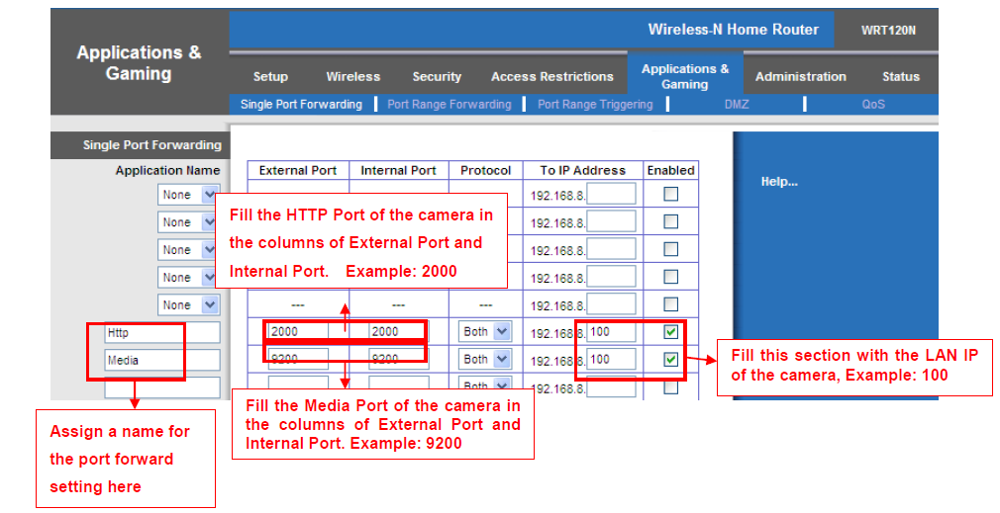 Applications &
Gaming
Wireless-N Home Router WRT120N
Setup Wireless Security Access Restrictions Applications & Gaming Administration Status
Single Port Forwarding Port Range Forwarding Port Range Triggering DMZ QoS
Single Port Forwarding
Application Name External Port Internal Port Protocol To IP Address Enabled
Help...
None 192.168.8.
None 192.168.8.
None 192.168.8.
None 192.168.8.
None --- --- --- 192.168.8.
Http 2000 2000 Both 192.168.8. 100
Media 9200 9200 Both 192.168.8. 100
Both 192.168.8.
Fill the HTTP Port of the camera in
the columns of External Port and
Internal Port. Example: 2000
Fill this section with the LAN IP
of the camera, Example: 100
Fill the Media Port of the camera in
the columns of External Port and
Internal Port. Example: 9200
Assign a name for
the port forward
setting here